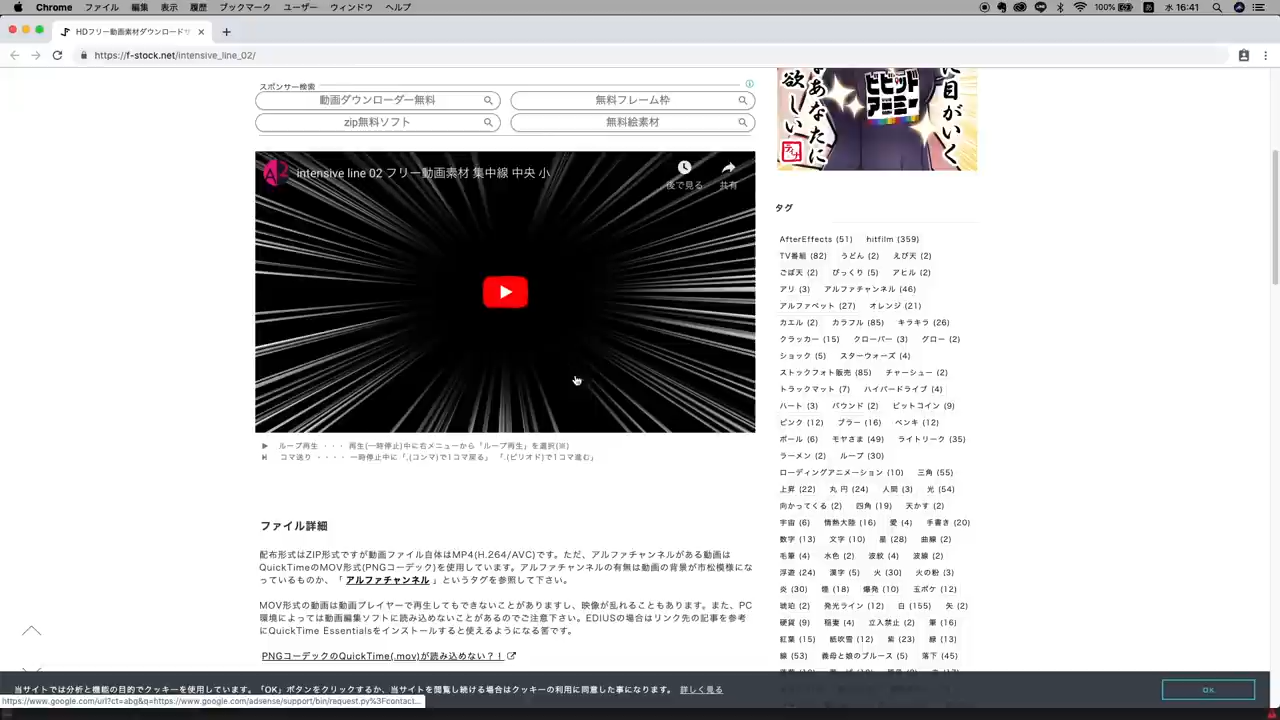 Chrome ファイル 編集 表示 履歴 ブックマーク ユーザー ウィンドウ ヘルプ 100% 水 16:41
HDフリー動画素材ダウンロードサ
https://f-stock.net/intensive_line_02/
スポンサー検索
動画ダウンローダー無料
無料フレーム枠
zip無料ソフト
無料絵素材
intensive line 02 フリー動画素材 集中線 中央 小
後で見る
共有
▶ ループ再生 ・・・ 再生(一時停止)中に右メニューから「ループ再生」を選択(※)
コマ送り ・・・・ 一時停止中に「,(コンマ)で1コマ戻る」 「.(ピリオド)で1コマ進む」
ファイル詳細
配布形式はZIP形式ですが動画ファイル自体はMP4(H.264/AVC)です。ただ、アルファチャンネルがある動画は
QuickTimeのMOV形式(PNGコーデック)を使用しています。アルファチャンネルの有無は動画の背景が市松模様にな
っているものか、「 アルファチャンネル 」というタグを参照して下さい。
MOV形式の動画は動画プレイヤーで再生してもできないことがありますし、映像が乱れることもあります。また、PC
環境によっては動画編集ソフトに読み込めないことがあるのでご注意下さい。EDIUSの場合はリンク先の記事を参考
にQuickTime Essentialsをインストールすると使えるようになる筈です。
PNGコーデックのQuickTime(.mov)が読み込めない？！
目がいく
ビビッド
アーミー
あなたに
欲しい
タグ
AfterEffects (51) hitfilm (359)
TV番組 (82) うどん (2) えび天 (2)
ごぼ天 (2) びっくり (5) アヒル (2)
アリ (3) アルファチャンネル (46)
アルファベット (27) オレンジ (21)
カエル (2) カラフル (85) キラキラ (26)
クラッカー (15) クローバー (3) グロー (2)
ショック (5) スターウォーズ (4)
ストックフォト販売 (85) チャーシュー (2)
トラックマット (7) ハイパードライブ (4)
ハート (3) バウンド (2) ビットコイン (9)
ピンク (12) ブラー (16) ペンキ (12)
ボール (6) モヤさま (49) ライトリーク (35)
ラーメン (2) ループ (30)
ローディングアニメーション (10) 三角 (55)
上昇 (22) 丸 円 (24) 人間 (3) 光 (54)
向かってくる (2) 四角 (19) 天かす (2)
宇宙 (6) 情熱大陸 (16) 愛 (4) 手書き (20)
数字 (13) 文字 (10) 星 (28) 曲線 (2)
毛筆 (4) 水色 (2) 波紋 (4) 波線 (2)
浮遊 (24) 漢字 (5) 火 (30) 火の粉 (3)
炎 (30) 煙 (18) 爆発 (10) 玉ボケ (12)
琥珀 (2) 発光ライン (12) 白 (155) 矢 (2)
硬貨 (9) 稲妻 (4) 立入禁止 (2) 筆 (16)
紅葉 (15) 紙吹雪 (12) 紫 (23) 緑 (13)
線 (53) 義母と娘のブルース (5) 落下 (45)
当サイトでは分析と機能の目的でクッキーを使用しています。「OK」ボタンをクリックするか、当サイトを閲覧し続ける場合はクッキーの利用に同意した事になります。 詳しく見る
OK
https://www.google.com/url?ct=abg&q=https://www.google.com/adsense/support/bin/request.py%3Fcontact...